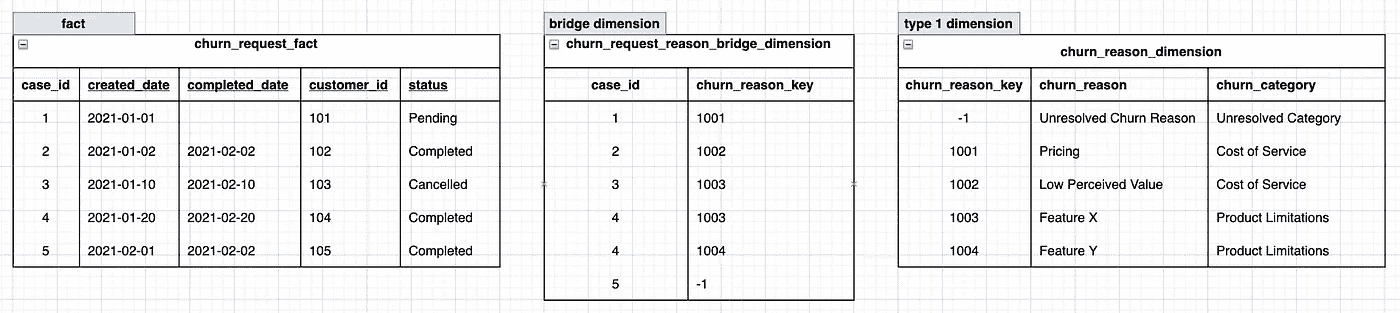 fact
churn_request_fact
case_id created_date completed_date customer_id status
1 2021-01-01 101 Pending
2 2021-01-02 2021-02-02 102 Completed
3 2021-01-10 2021-02-10 103 Cancelled
4 2021-01-20 2021-02-20 104 Completed
5 2021-02-01 2021-02-02 105 Completed
bridge dimension
churn_request_reason_bridge_dimension
case_id churn_reason_key
1 1001
2 1002
3 1003
4 1003
4 1004
5 -1
type 1 dimension
churn_reason_dimension
churn_reason_key churn_reason churn_category
-1 Unresolved Churn Reason Unresolved Category
1001 Pricing Cost of Service
1002 Low Perceived Value Cost of Service
1003 Feature X Product Limitations
1004 Feature Y Product Limitations